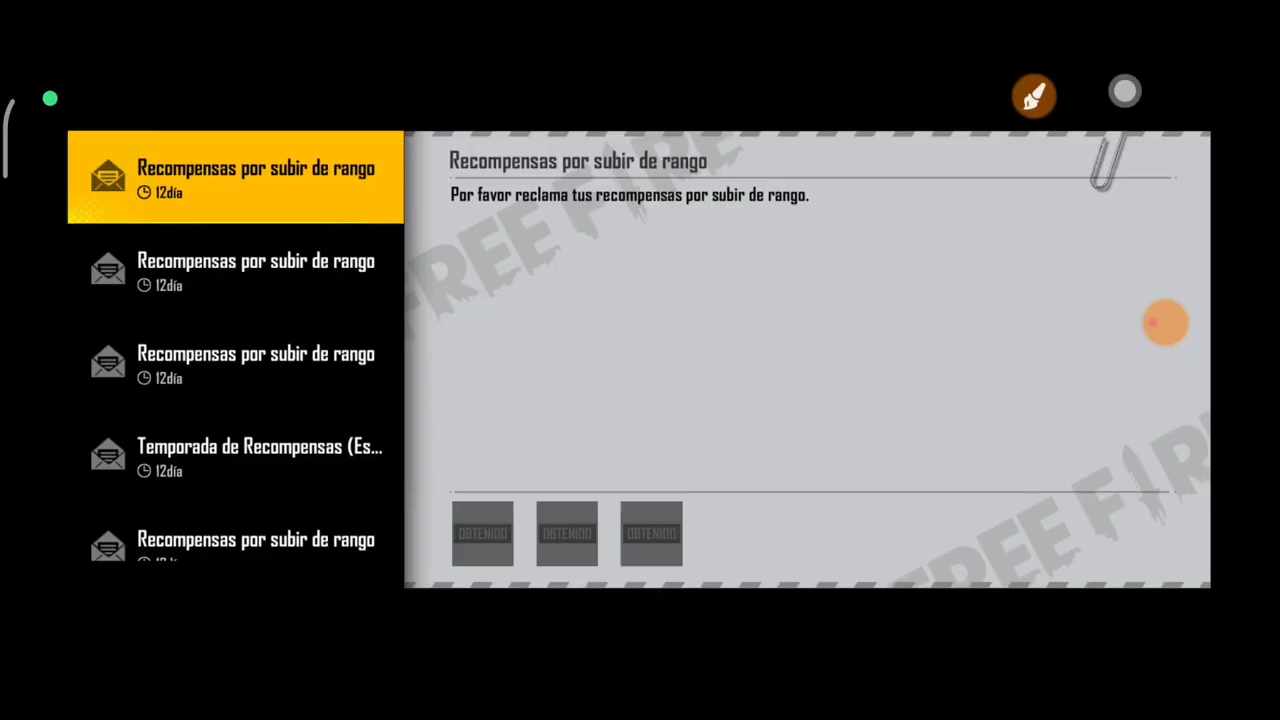 Recompensas por subir de rango
12día
Recompensas por subir de rango
12día
Recompensas por subir de rango
12día
Temporada de Recompensas (Es...
12día
Recompensas por subir de rango
Recompensas por subir de rango
Por favor reclama tus recompensas por subir de rango.
FREE FIRE
OBTENIDO OBTENIDO OBTENIDO
FREE FIRE